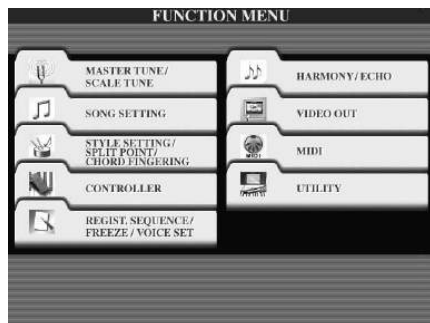 FUNCTION MENU
MASTER TUNE/
SCALE TUNE
SONG SETTING
STYLE SETTING/
SPLIT POINT/
CHORD FINGERING
CONTROLLER
REGIST. SEQUENCE/
FREEZE / VOICE SET
HARMONY/ ECHO
VIDEO OUT
MIDI
MIDI
UTILITY